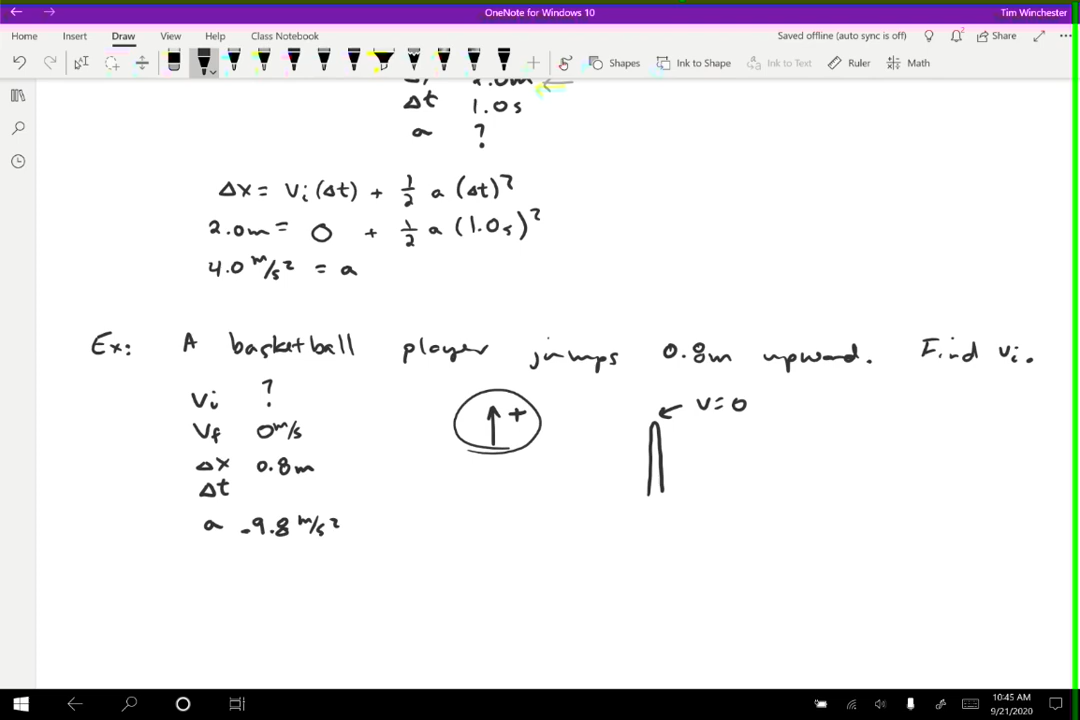 OneNote for Windows 10
Tim Winchester
Home Insert Draw View Help Class Notebook
Saved offline (auto sync is off) Share
Shapes Ink to Shape Ink to Text Ruler Math
Δt 1.0s
a ?
Δx = Vi(Δt) + 1/2 a (Δt)²
2.0m = 0 + 1/2 a (1.0s)²
4.0 m/s² = a
Ex: A basketball player jumps 0.8m upward. Find Vi.
Vi ?
Vf 0 m/s
Δx 0.8m
Δt
a -9.8 m/s²
+
V=0
10:45 AM
9/21/2020